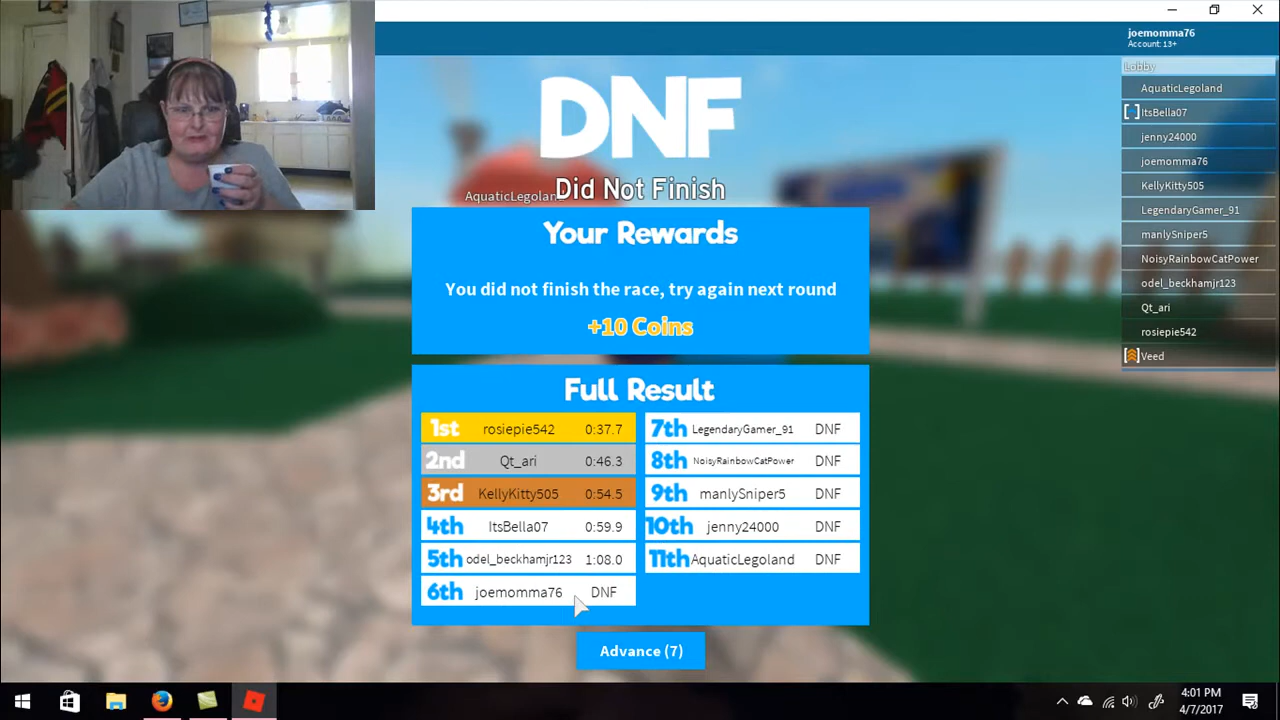 joemomma76
Account: 13+
Lobby
AquaticLegoland
ItsBella07
jenny24000
joemomma76
KellyKitty505
LegendaryGamer_91
manlySniper5
NoisyRainbowCatPower
odel_beckhamjr123
Qt_ari
rosiepie542
Veed
DNF
AquaticLegoland
Did Not Finish
Your Rewards
You did not finish the race, try again next round
+10 Coins
Full Result
1st rosiepie542 0:37.7
2nd Qt_ari 0:46.3
3rd KellyKitty505 0:54.5
4th ItsBella07 0:59.9
5th odel_beckhamjr123 1:08.0
6th joemomma76 DNF
7th LegendaryGamer_91 DNF
8th NoisyRainbowCatPower DNF
9th manlySniper5 DNF
10th jenny24000 DNF
11th AquaticLegoland DNF
Advance (7)
4:01 PM
4/7/2017